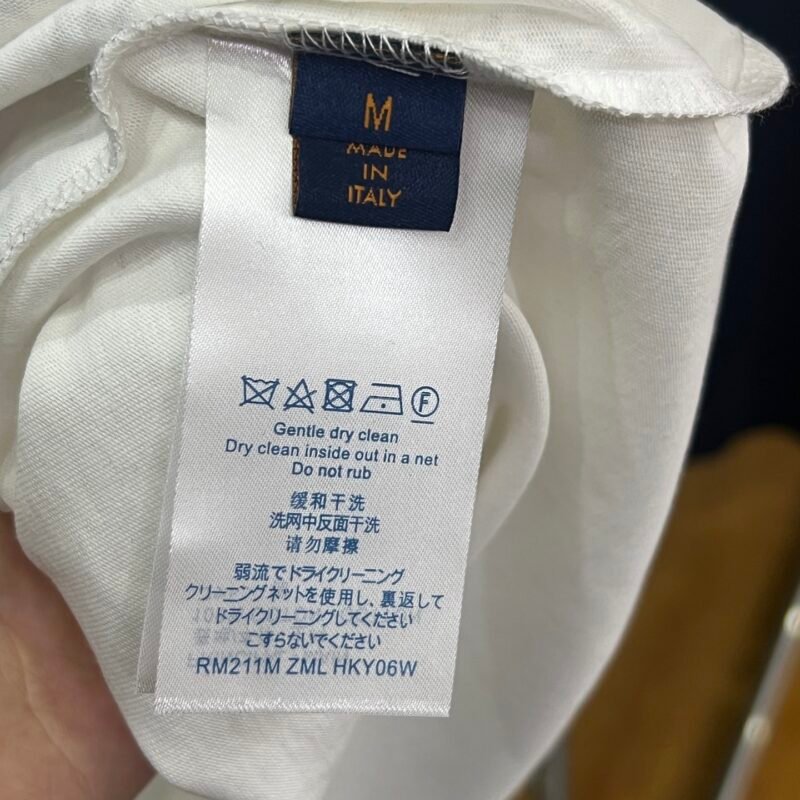 M
MADE
IN
ITALY
F
Gentle dry clean
Dry clean inside out in a net
Do not rub
缓和干洗
洗网中反面干洗
请勿摩擦
弱流でドライクリーニング
クリーニングネットを使用し、裏返して
ドライクリーニングしてください
こすらないでください
RM211M ZML HKY06W